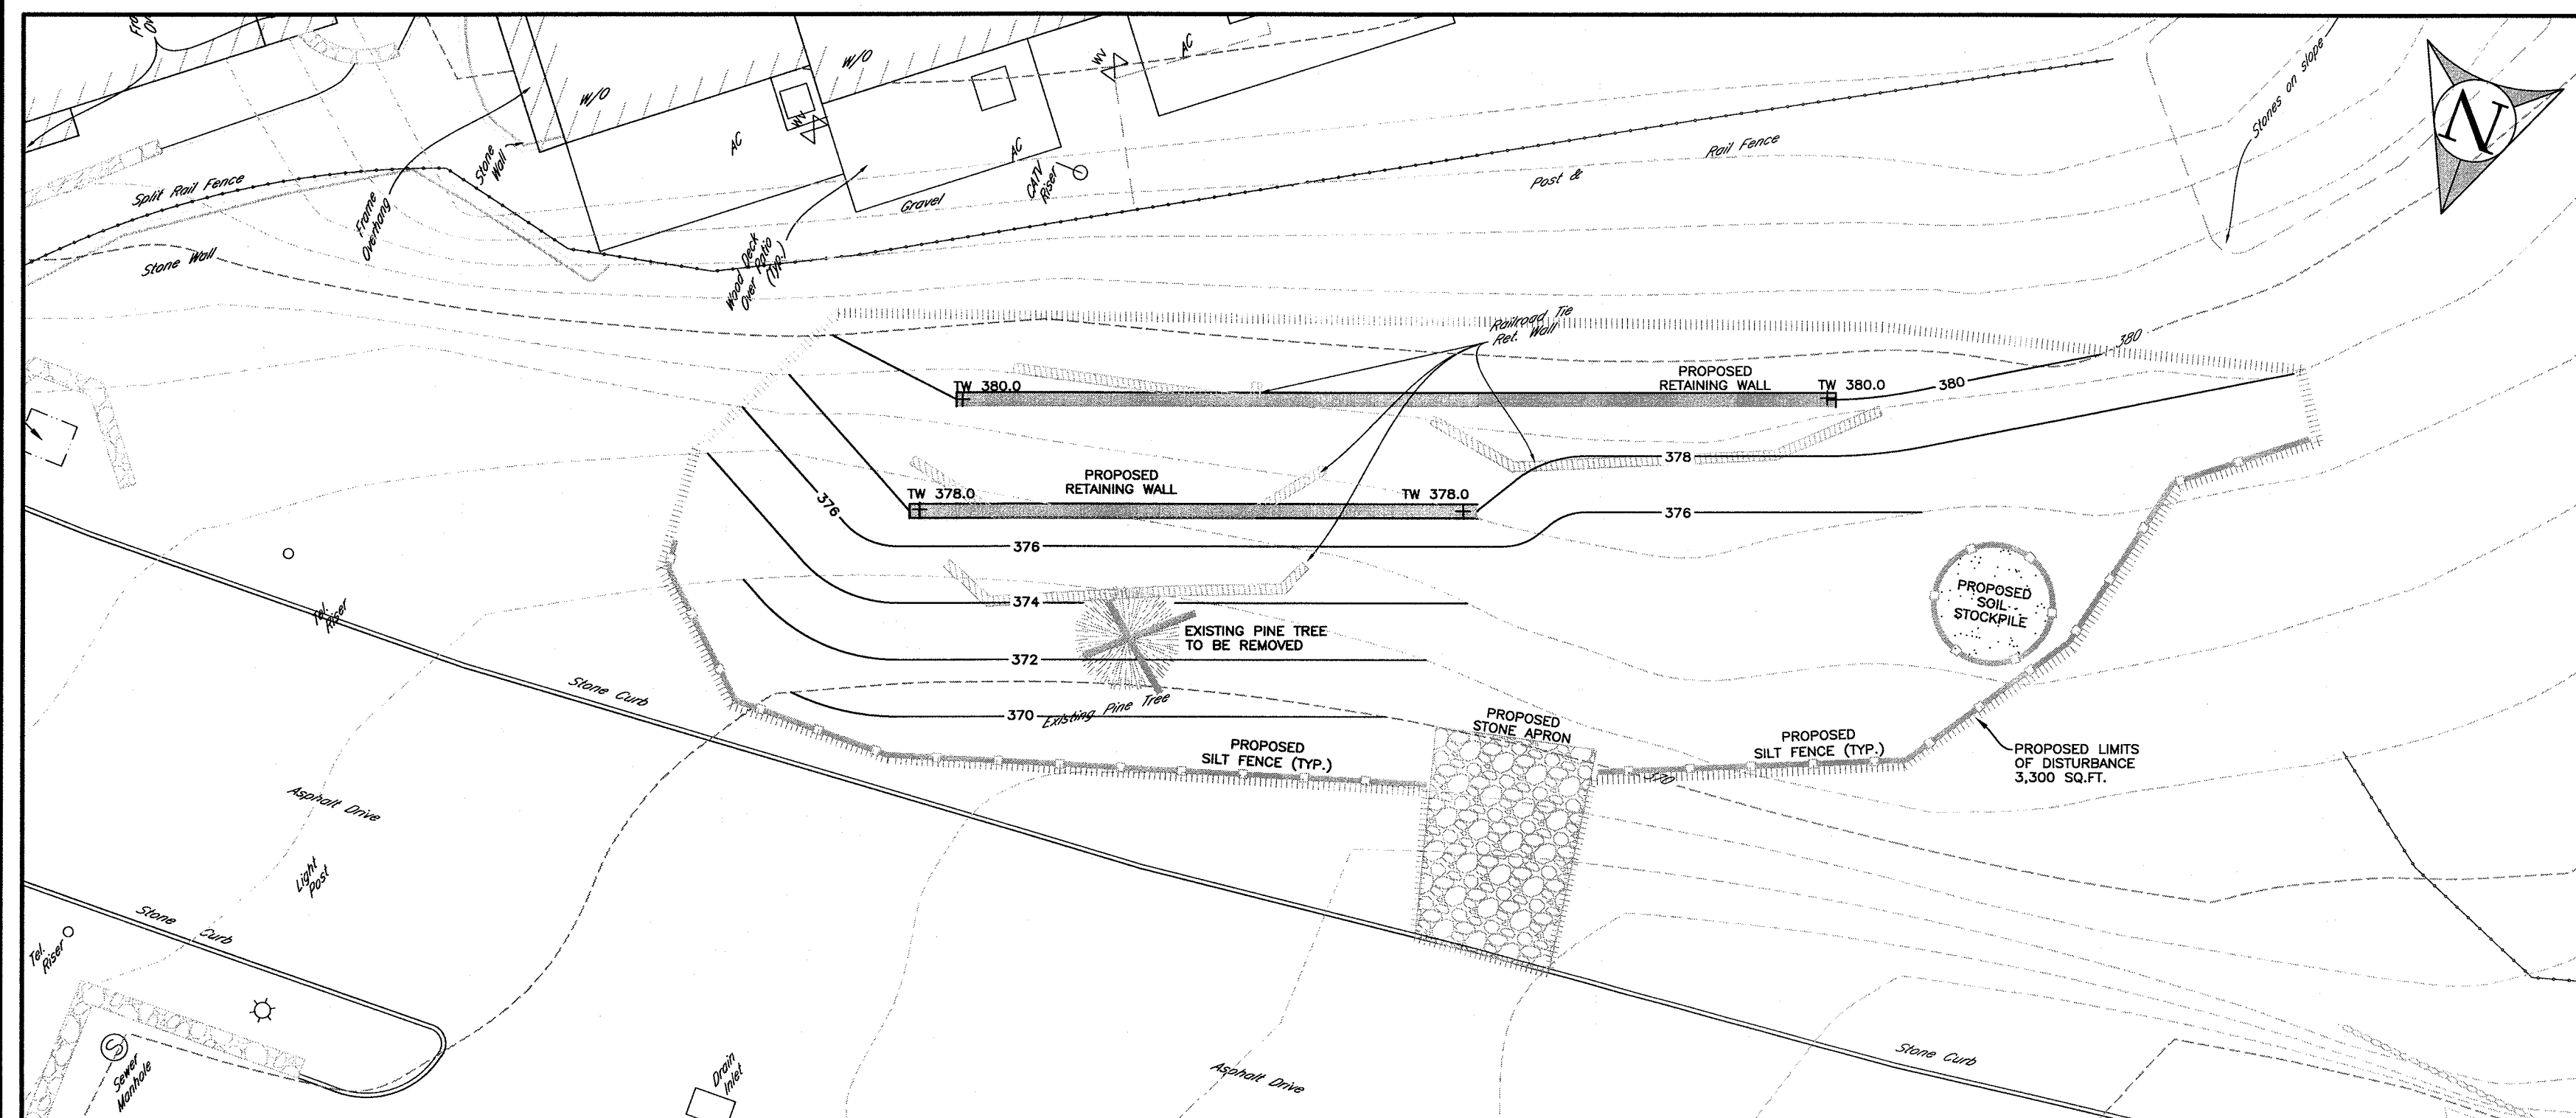 W/O
W/O
WV
AC
Stones on slope
N
AC
WV
AC
Stone
Wall
CATV
Riser
Rail Fence
Post &
Split Rail Fence
Frame
Overhang
Gravel
Stone Wall
Wood Deck
Over Patio
(TYP.)
Railroad Tie
Ret. Wall
380
TW 380.0
PROPOSED
RETAINING WALL
TW 380.0
380
378
PROPOSED
RETAINING WALL
TW 378.0
TW 378.0
376
376
376
374
PROPOSED
SOIL
STOCKPILE
EXISTING PINE TREE
TO BE REMOVED
372
Tel.
Riser
Stone Curb
Existing Pine Tree
370
PROPOSED
STONE APRON
PROPOSED
SILT FENCE (TYP.)
PROPOSED
SILT FENCE (TYP.)
PROPOSED LIMITS
OF DISTURBANCE
3,300 SQ.FT.
Asphalt Drive
Light
Post
Stone
Curb
Tel.
Riser
Sewer
Manhole
S
Drain
Inlet
Asphalt Drive
Stone Curb